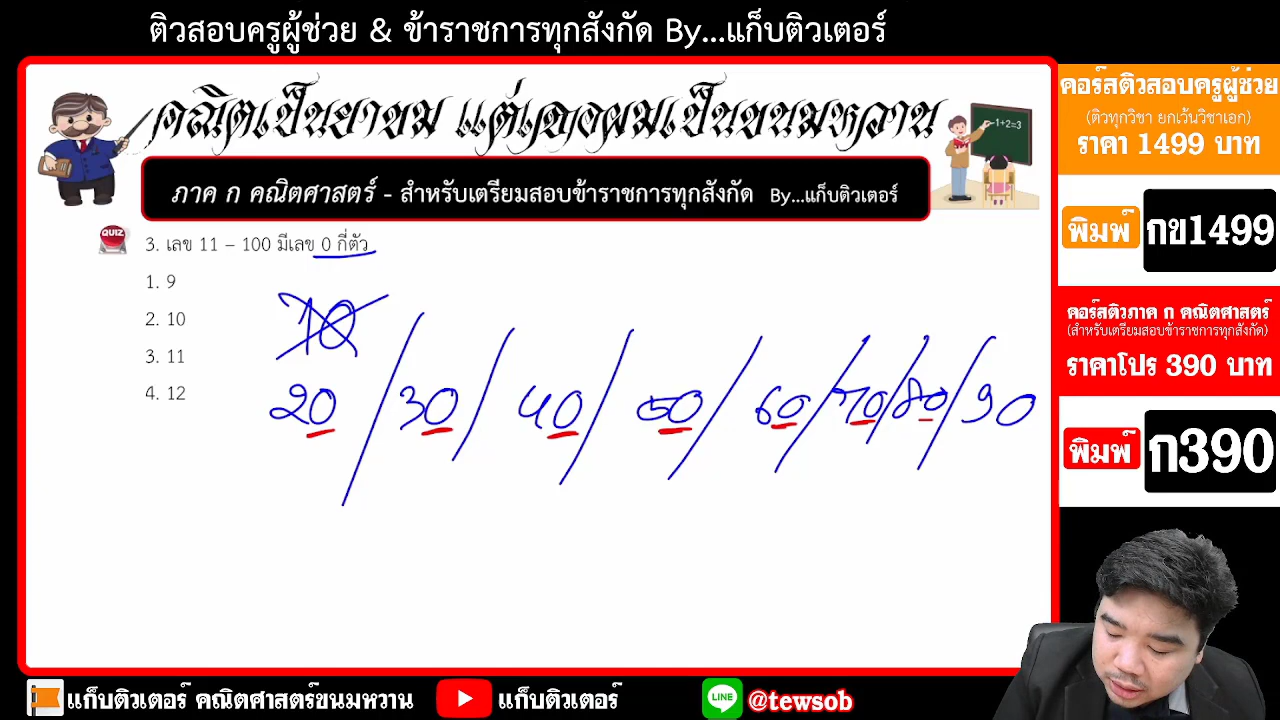 ติวสอบครูผู้ช่วย & ข้าราชการทุกสังกัด By...แก็บติวเตอร์
คณิตเป็นยาขม แต่เธอผมเป็นขนมหวาน
-1+2=3
ภาค ก คณิตศาสตร์ - สำหรับเตรียมสอบข้าราชการทุกสังกัด By...แก็บติวเตอร์
QUIZ
3. เลข 11 – 100 มีเลข 0 กี่ตัว
1. 9
2. 10
3. 11
4. 12
10
20 / 30 / 40 / 50 / 60 / 70 / 80 / 90
คอร์สติวสอบครูผู้ช่วย
(ติวทุกวิชา ยกเว้นวิชาเอก)
ราคา 1499 บาท
พิมพ์ กข1499
คอร์สติวภาค ก คณิตศาสตร์
(สำหรับเตรียมสอบข้าราชการทุกสังกัด)
ราคาโปร 390 บาท
พิมพ์ ก390
แก็บติวเตอร์ คณิตศาสตร์ขนมหวาน
แก็บติวเตอร์
LINE @tewsob